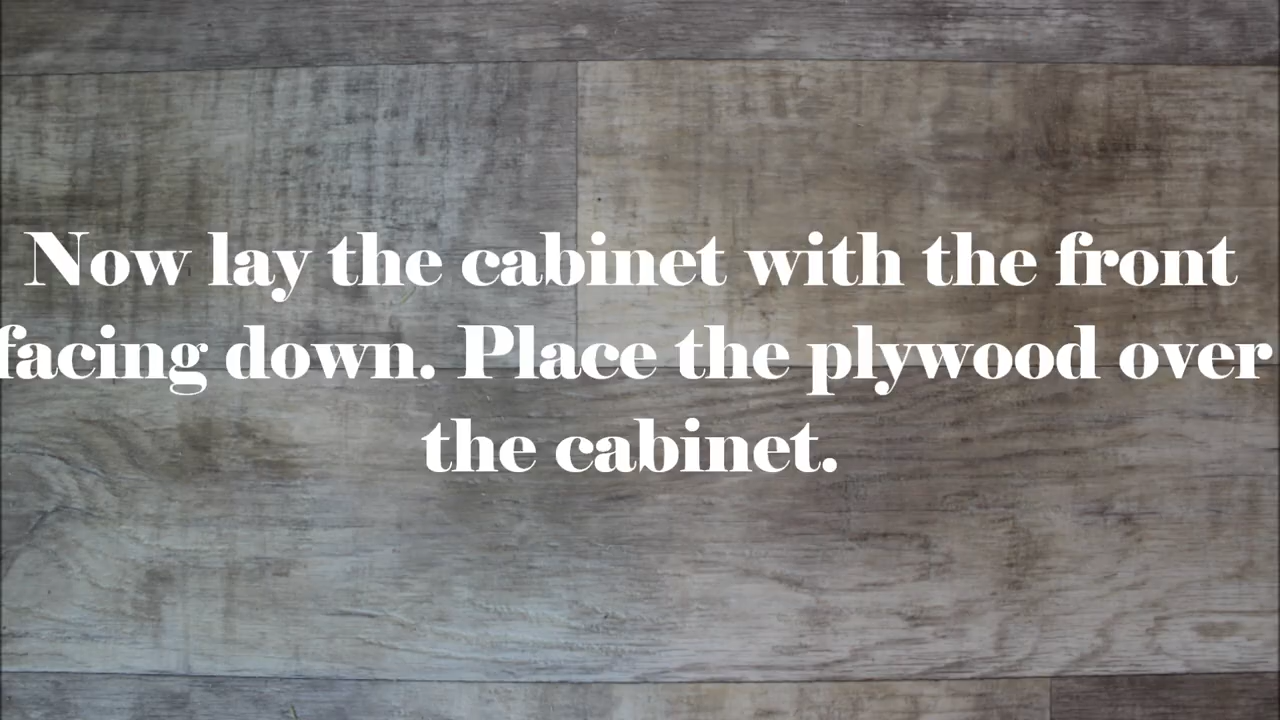 Now lay the cabinet with the front
facing down. Place the plywood over
the cabinet.